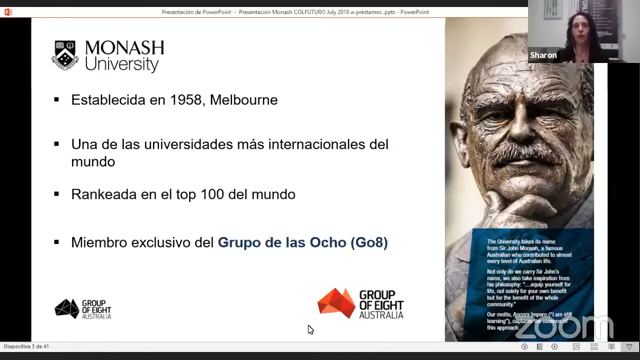 Presentación de PowerPoint - Presentación Monash COLFUTURO July 2018 w préstamos .pptx - PowerPoint
Sharon
MONASH
University
▪ Establecida en 1958, Melbourne
▪ Una de las universidades más internacionales del
mundo
▪ Rankeada en el top 100 del mundo
▪ Miembro exclusivo del Grupo de las Ocho (Go8)
The University takes its name
from Sir John Monash, a famous
Australian who contributed to almost
every level of Australian life.
Not only do we carry Sir John's
name, we also take inspiration from
his philosophy: "...equip yourself for
life, not solely for your own benefit
but for the benefit of the whole
community."
Our motto, Ancora Imparo ("I am still
learning"),
this approach.
GROUP
OF EIGHT
AUSTRALIA
GROUP
OF EIGHT
AUSTRALIA
zoom
Diapositiva 3 de 41